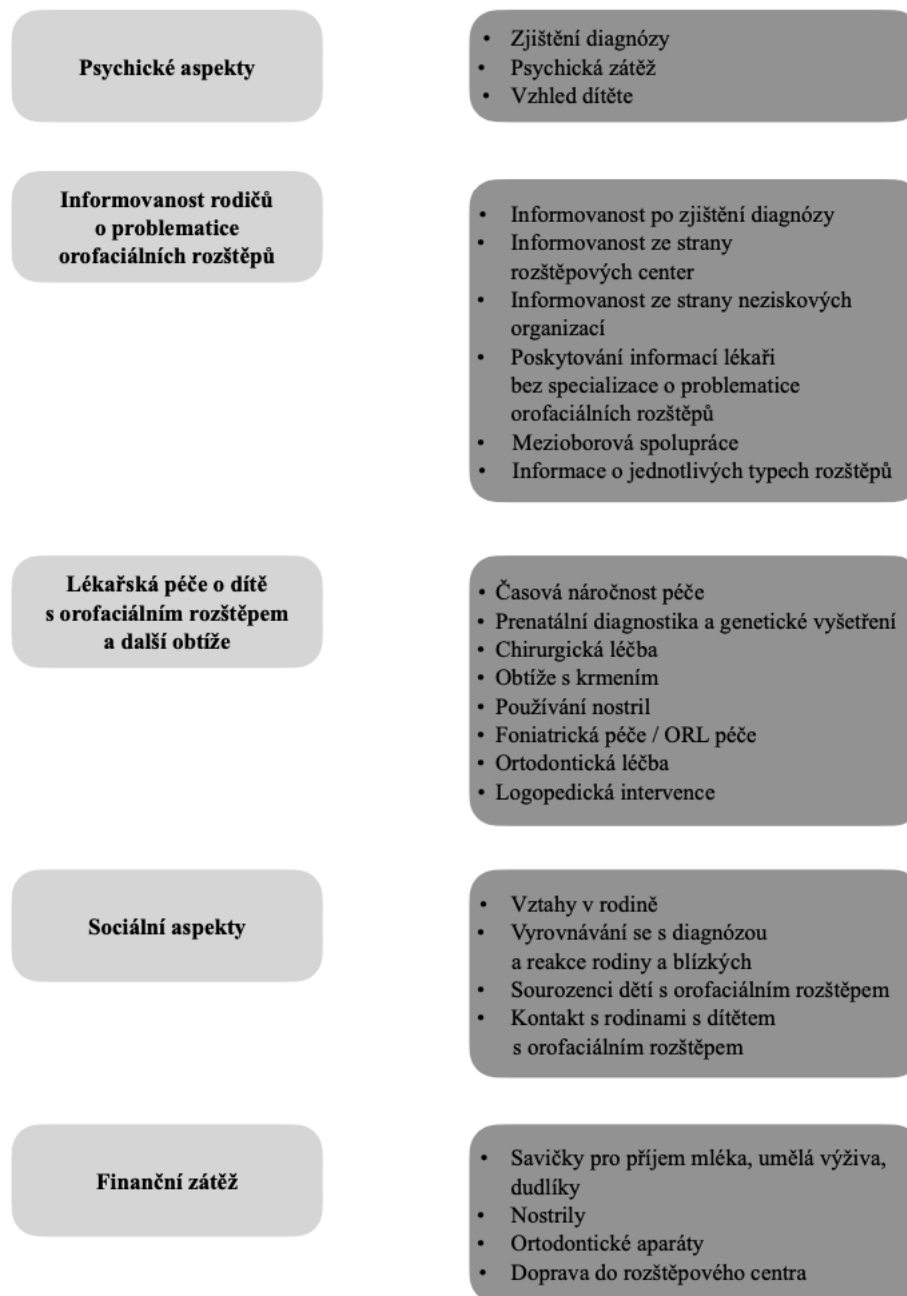 Psychické aspekty
• Zjištění diagnózy
• Psychická zátěž
• Vzhled dítěte
Informovanost rodičů
o problematice
orofaciálních rozštěpů
• Informovanost po zjištění diagnózy
• Informovanost ze strany
rozštěpových center
• Informovanost ze strany neziskových
organizací
• Poskytování informací lékaři
bez specializace o problematice
orofaciálních rozštěpů
• Mezioborová spolupráce
• Informace o jednotlivých typech rozštěpů
Lékařská péče o dítě
s orofaciálním rozštěpem
a další obtíže
• Časová náročnost péče
• Prenatální diagnostika a genetické vyšetření
• Chirurgická léčba
• Obtíže s krmením
• Používání nostril
• Foniatrická péče / ORL péče
• Ortodontická léčba
• Logopedická intervence
Sociální aspekty
• Vztahy v rodině
• Vyrovnávání se s diagnózou
a reakce rodiny a blízkých
• Sourozenci dětí s orofaciálním rozštěpem
• Kontakt s rodinami s dítětem
s orofaciálním rozštěpem
Finanční zátěž
• Savičky pro příjem mléka, umělá výživa,
dudlíky
• Nostrily
• Ortodontické aparáty
• Doprava do rozštěpového centra